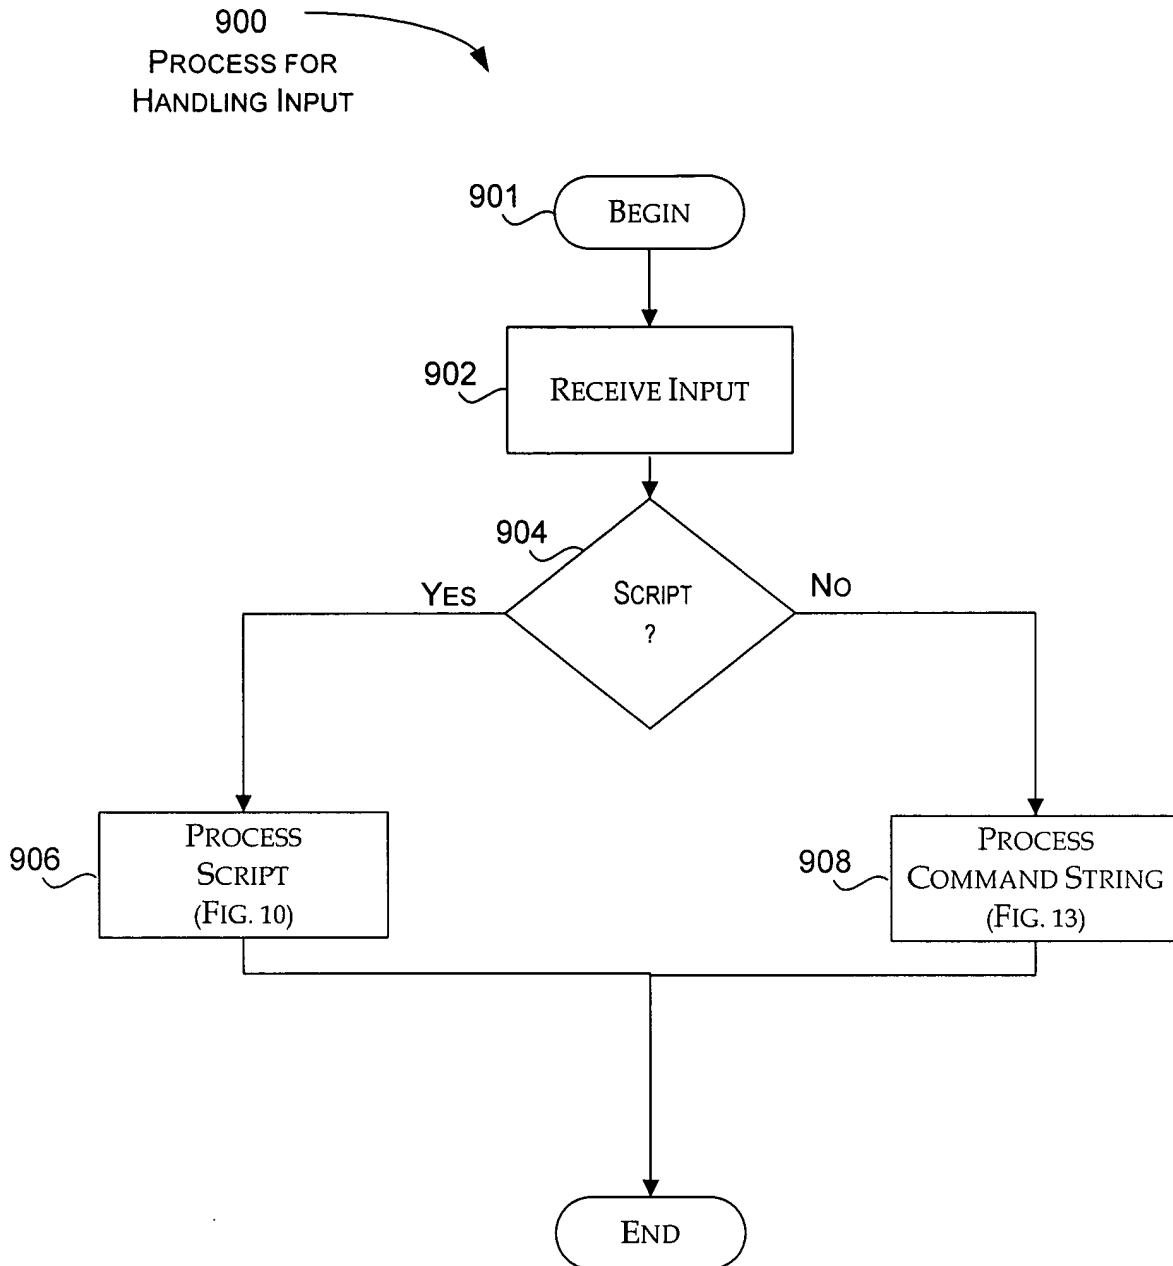 900
PROCESS FOR
HANDLING INPUT
901
BEGIN
902
RECEIVE INPUT
904
SCRIPT
?
YES
NO
906
PROCESS
SCRIPT
(FIG. 10)
908
PROCESS
COMMAND STRING
(FIG. 13)
END